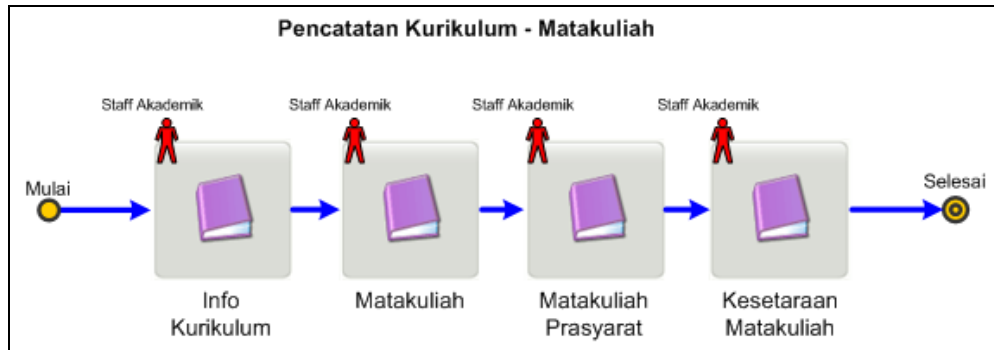 Pencatatan Kurikulum - Matakuliah
Staff Akademik
Staff Akademik
Staff Akademik
Staff Akademik
Mulai
Selesai
Info
Kurikulum
Matakuliah
Matakuliah
Prasyarat
Kesetaraan
Matakuliah